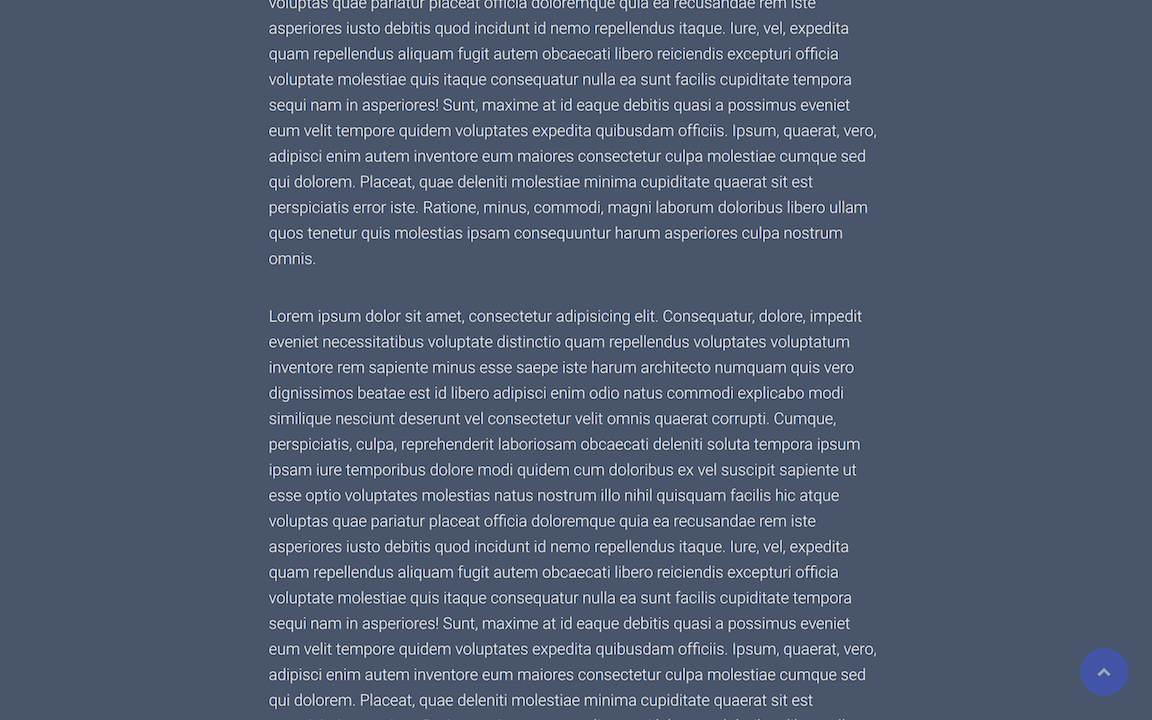 voluptas quae pariatur placeat officia doloremque quia ea recusandae rem iste
asperiores iusto debitis quod incidunt id nemo repellendus itaque. Iure, vel, expedita
quam repellendus aliquam fugit autem obcaecati libero reiciendis excepturi officia
voluptate molestiae quis itaque consequatur nulla ea sunt facilis cupiditate tempora
sequi nam in asperiores! Sunt, maxime at id eaque debitis quasi a possimus eveniet
eum velit tempore quidem voluptates expedita quibusdam officiis. Ipsum, quaerat, vero,
adipisci enim autem inventore eum maiores consectetur culpa molestiae cumque sed
qui dolorem. Placeat, quae deleniti molestiae minima cupiditate quaerat sit est
perspiciatis error iste. Ratione, minus, commodi, magni laborum doloribus libero ullam
quos tenetur quis molestias ipsam consequuntur harum asperiores culpa nostrum
omnis.
Lorem ipsum dolor sit amet, consectetur adipisicing elit. Consequatur, dolore, impedit
eveniet necessitatibus voluptate distinctio quam repellendus voluptates voluptatum
inventore rem sapiente minus esse saepe iste harum architecto numquam quis vero
dignissimos beatae est id libero adipisci enim odio natus commodi explicabo modi
similique nesciunt deserunt vel consectetur velit omnis quaerat corrupti. Cumque,
perspiciatis, culpa, reprehenderit laboriosam obcaecati deleniti soluta tempora ipsum
ipsam iure temporibus dolore modi quidem cum doloribus ex vel suscipit sapiente ut
esse optio voluptates molestias natus nostrum illo nihil quisquam facilis hic atque
voluptas quae pariatur placeat officia doloremque quia ea recusandae rem iste
asperiores iusto debitis quod incidunt id nemo repellendus itaque. Iure, vel, expedita
quam repellendus aliquam fugit autem obcaecati libero reiciendis excepturi officia
voluptate molestiae quis itaque consequatur nulla ea sunt facilis cupiditate tempora
sequi nam in asperiores! Sunt, maxime at id eaque debitis quasi a possimus eveniet
eum velit tempore quidem voluptates expedita quibusdam officiis. Ipsum, quaerat, vero,
adipisci enim autem inventore eum maiores consectetur culpa molestiae cumque sed
qui dolorem. Placeat, quae deleniti molestiae minima cupiditate quaerat sit est